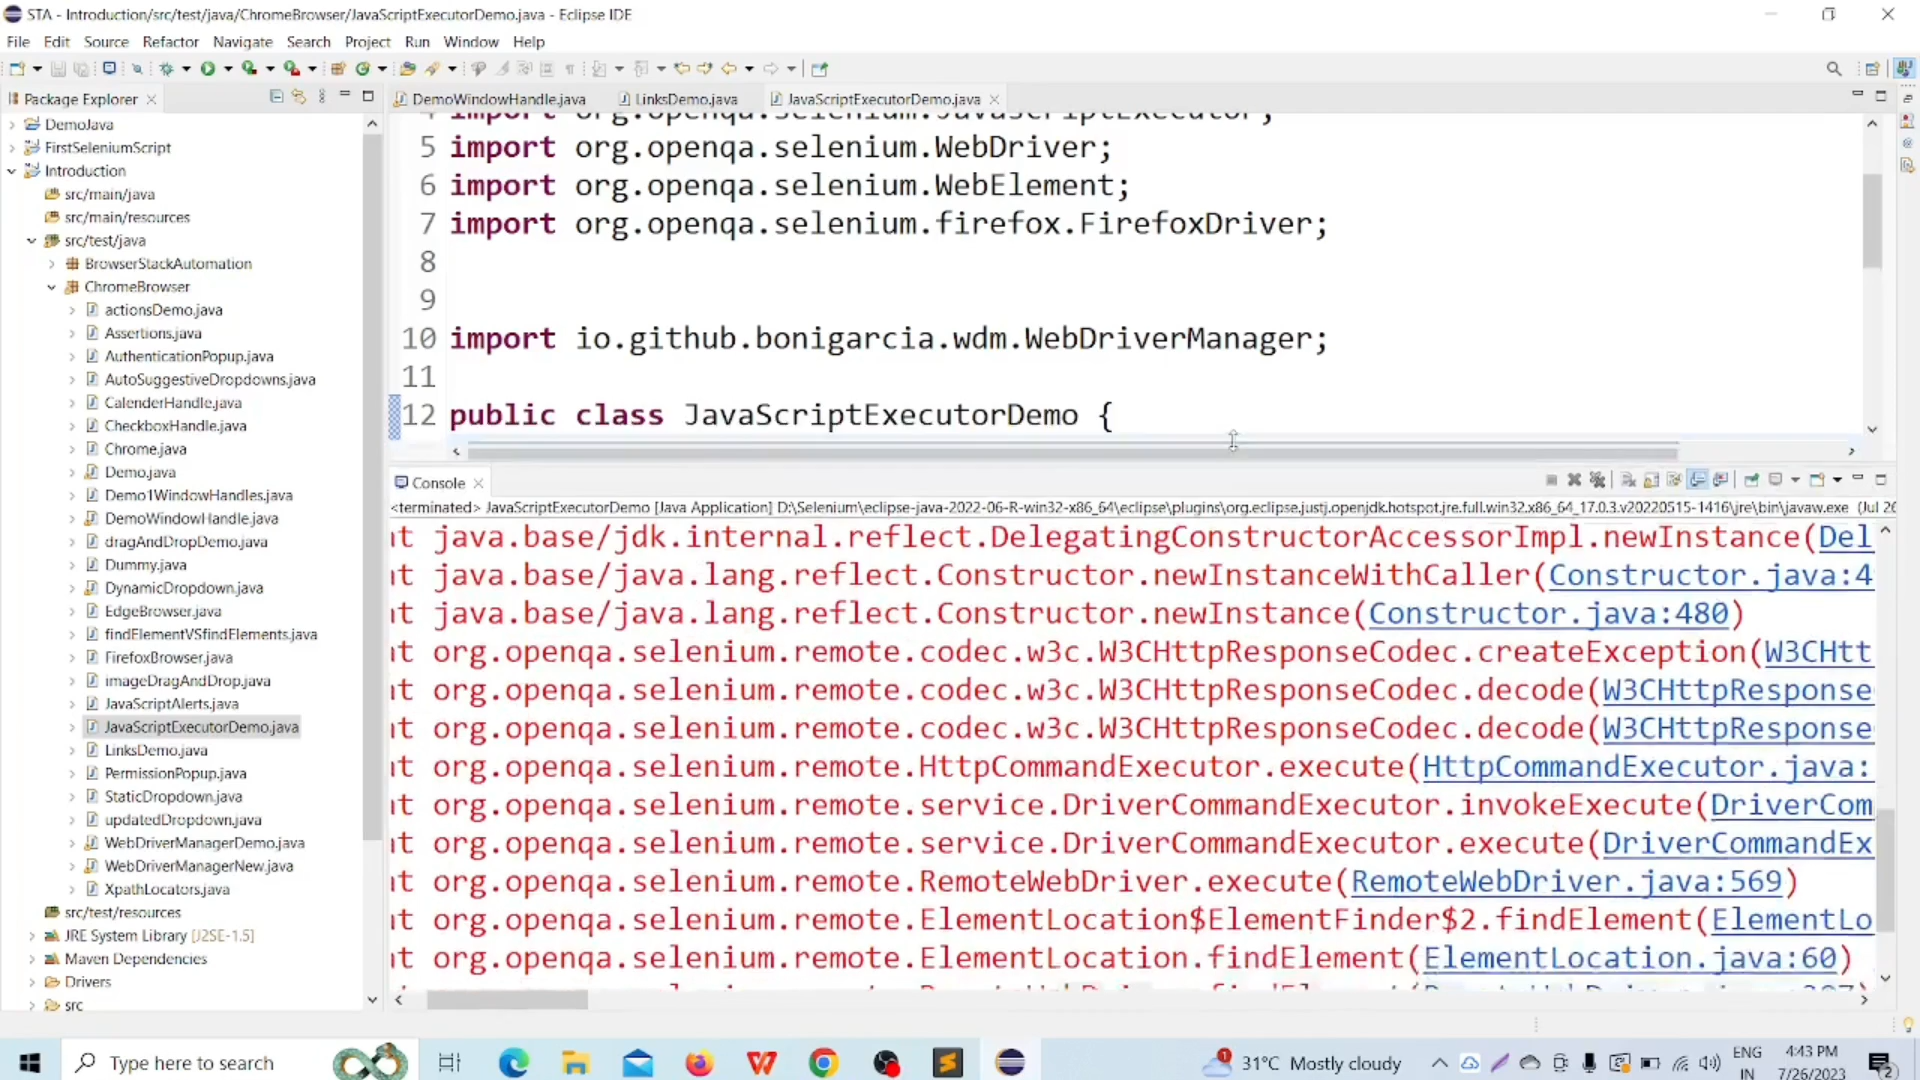 STA - Introduction/src/test/java/ChromeBrowser/JavaScriptExecutorDemo.java - Eclipse IDE
File Edit Source Refactor Navigate Search Project Run Window Help
Package Explorer
DemoJava
FirstSeleniumScript
Introduction
src/main/java
src/main/resources
src/test/java
BrowserStackAutomation
ChromeBrowser
actionsDemo.java
Assertions.java
AuthenticationPopup.java
AutoSuggestiveDropdowns.java
CalenderHandle.java
CheckboxHandle.java
Chrome.java
Demo.java
Demo1WindowHandles.java
DemoWindowHandle.java
dragAndDropDemo.java
Dummy.java
DynamicDropdown.java
EdgeBrowser.java
findElementVSfindElements.java
FirefoxBrowser.java
imageDragAndDrop.java
JavaScriptAlerts.java
JavaScriptExecutorDemo.java
LinksDemo.java
PermissionPopup.java
StaticDropdown.java
updatedDropdown.java
WebDriverManagerDemo.java
WebDriverManagerNew.java
XpathLocators.java
src/test/resources
JRE System Library [J2SE-1.5]
Maven Dependencies
Drivers
src
DemoWindowHandle.java LinksDemo.java JavaScriptExecutorDemo.java
4 import org.openqa.selenium.JavascriptExecutor;
5 import org.openqa.selenium.WebDriver;
6 import org.openqa.selenium.WebElement;
7 import org.openqa.selenium.firefox.FirefoxDriver;
8
9
10 import io.github.bonigarcia.wdm.WebDriverManager;
11
12 public class JavaScriptExecutorDemo {
Console
<terminated> JavaScriptExecutorDemo [Java Application] D:\Selenium\eclipse-java-2022-06-R-win32-x86_64\eclipse\plugins\org.eclipse.justj.openjdk.hotspot.jre.full.win32.x86_64_17.0.3.v20220515-1416\jre\bin\javaw.exe (Jul 26
at java.base/jdk.internal.reflect.DelegatingConstructorAccessorImpl.newInstance(Del
at java.base/java.lang.reflect.Constructor.newInstanceWithCaller(Constructor.java:4
at java.base/java.lang.reflect.Constructor.newInstance(Constructor.java:480)
at org.openqa.selenium.remote.codec.w3c.W3CHttpResponseCodec.createException(W3CHtt
at org.openqa.selenium.remote.codec.w3c.W3CHttpResponseCodec.decode(W3CHttpResponse
at org.openqa.selenium.remote.codec.w3c.W3CHttpResponseCodec.decode(W3CHttpResponse
at org.openqa.selenium.remote.HttpCommandExecutor.execute(HttpCommandExecutor.java:
at org.openqa.selenium.remote.service.DriverCommandExecutor.invokeExecute(DriverCom
at org.openqa.selenium.remote.service.DriverCommandExecutor.execute(DriverCommandEx
at org.openqa.selenium.remote.RemoteWebDriver.execute(RemoteWebDriver.java:569)
at org.openqa.selenium.remote.ElementLocation$ElementFinder$2.findElement(ElementLo
at org.openqa.selenium.remote.ElementLocation.findElement(ElementLocation.java:60)
Type here to search
31°C Mostly cloudy
ENG
IN
4:43 PM
7/26/2023